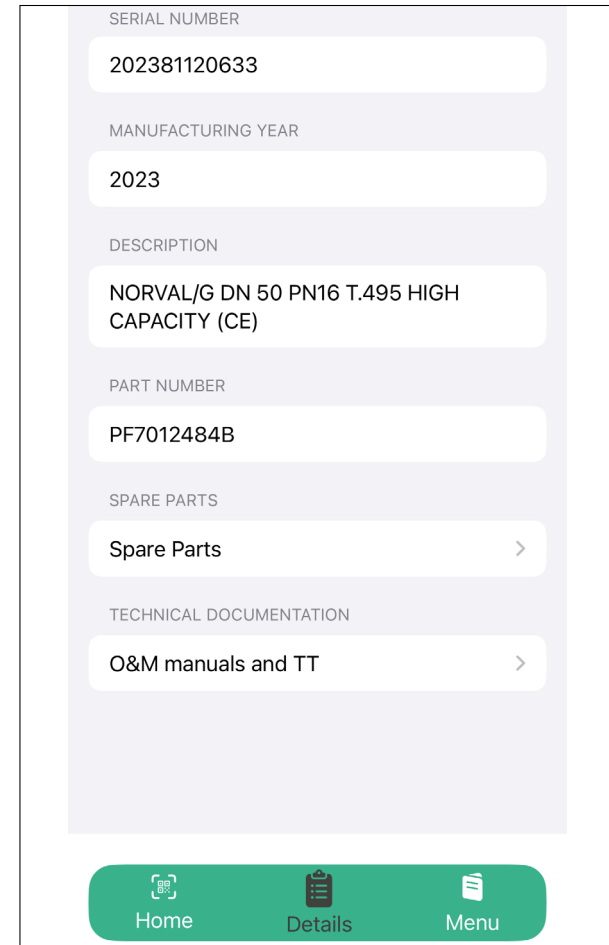 SERIAL NUMBER
202381120633
MANUFACTURING YEAR
2023
DESCRIPTION
NORVAL/G DN 50 PN16 T.495 HIGH
CAPACITY (CE)
PART NUMBER
PF7012484B
SPARE PARTS
Spare Parts
TECHNICAL DOCUMENTATION
O&M manuals and TT
Home
Details
Menu